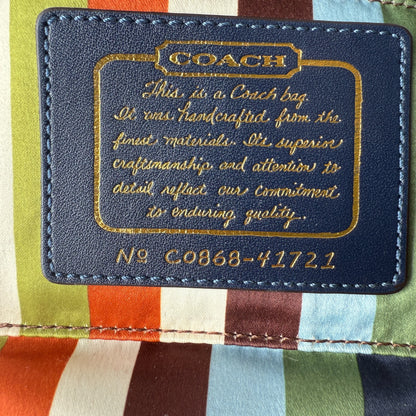 COACH
This is a Coach bag.
It was handcrafted from the
finest materials. Its superior
craftsmanship and attention to
detail reflect our commitment
to enduring quality.
Nº C0868-41721